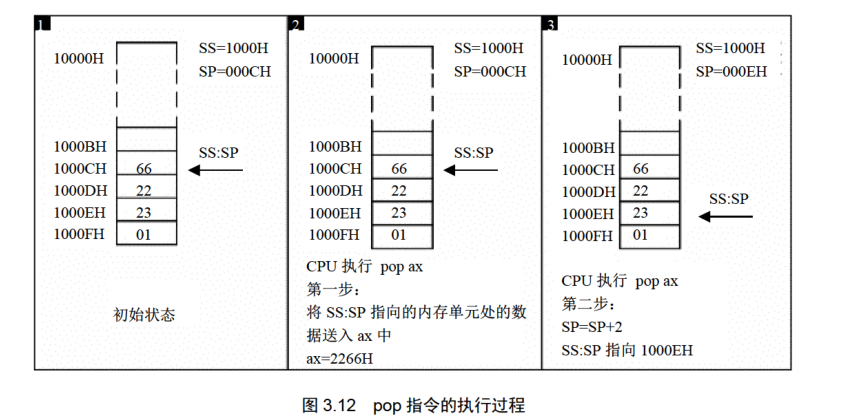 1
10000H
SS=1000H
SP=000CH
1000BH
1000CH 66
SS:SP
1000DH 22
1000EH 23
1000FH 01
初始状态
2
10000H
SS=1000H
SP=000CH
1000BH
1000CH 66
SS:SP
1000DH 22
1000EH 23
1000FH 01
CPU 执行 pop ax
第一步：
将 SS:SP 指向的内存单元处的数
据送入 ax 中
ax=2266H
3
10000H
SS=1000H
SP=000EH
1000BH
1000CH 66
1000DH 22
SS:SP
1000EH 23
1000FH 01
CPU 执行 pop ax
第二步：
SP=SP+2
SS:SP 指向 1000EH
图 3.12 pop 指令的执行过程